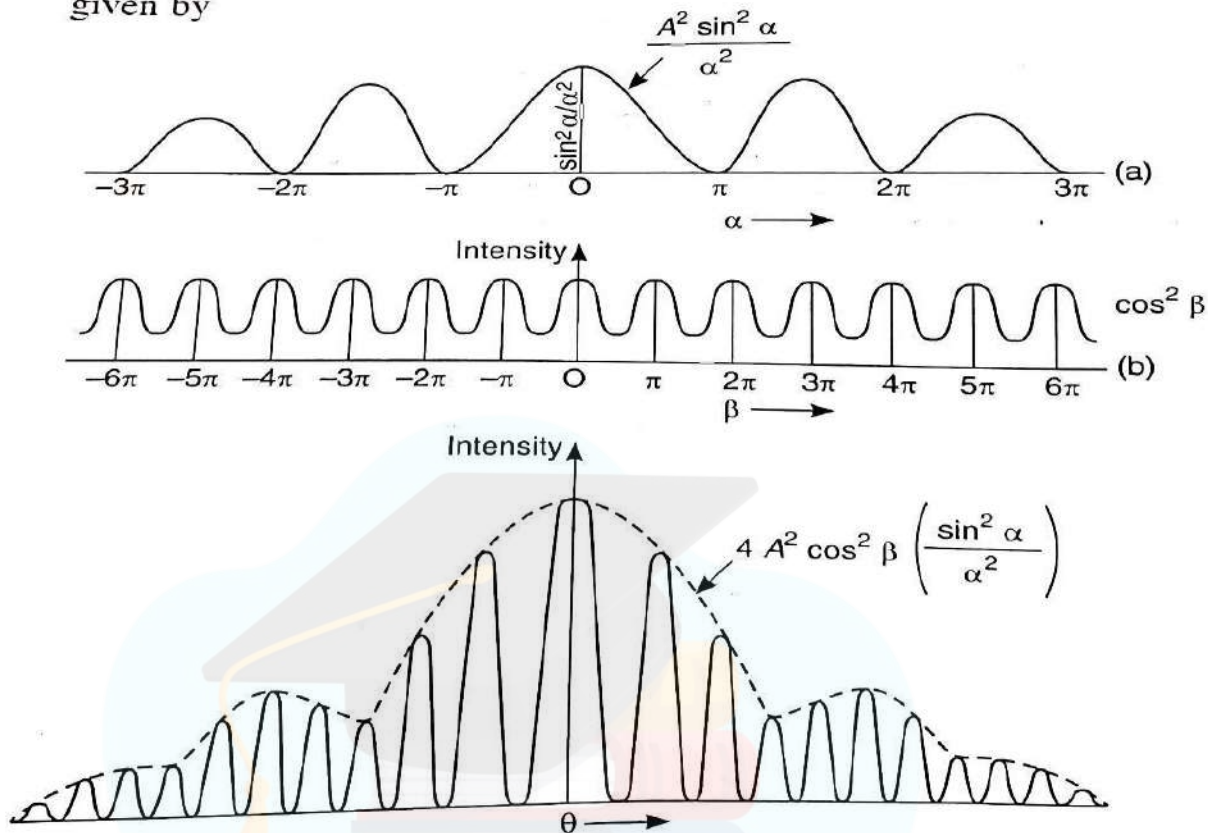 given by
A² sin² α
α²
sin² α/α²
−3π −2π −π O π 2π 3π (a)
α
Intensity
cos² β
−6π −5π −4π −3π −2π −π O π 2π 3π 4π 5π 6π (b)
β
Intensity
4 A² cos² β (sin² α / α²)
θ